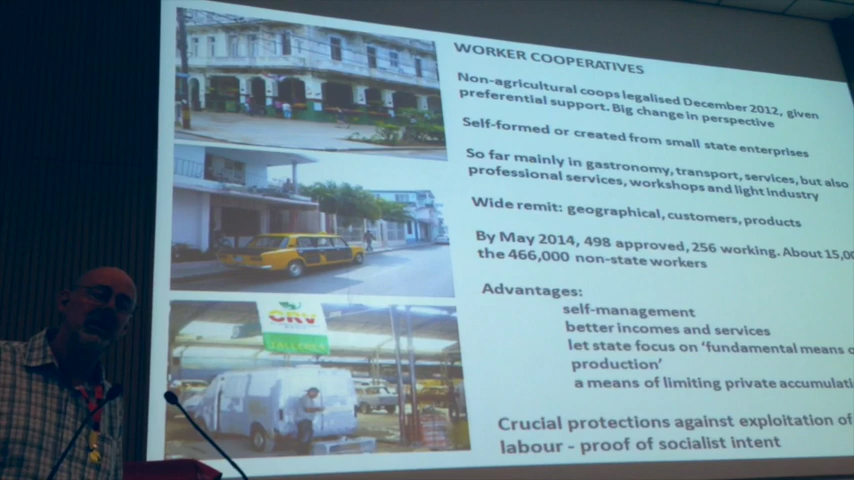 WORKER COOPERATIVES
Non-agricultural coops legalised December 2012, given
preferential support. Big change in perspective
Self-formed or created from small state enterprises
So far mainly in gastronomy, transport, services, but also
professional services, workshops and light industry
Wide remit: geographical, customers, products
By May 2014, 498 approved, 256 working. About
the 466,000 non-state workers
Advantages:
self-management
better incomes and services
let state focus on ‘fundamental means
production’
a means of limiting private
Crucial protections against exploitation of
labour - proof of socialist intent
CRV